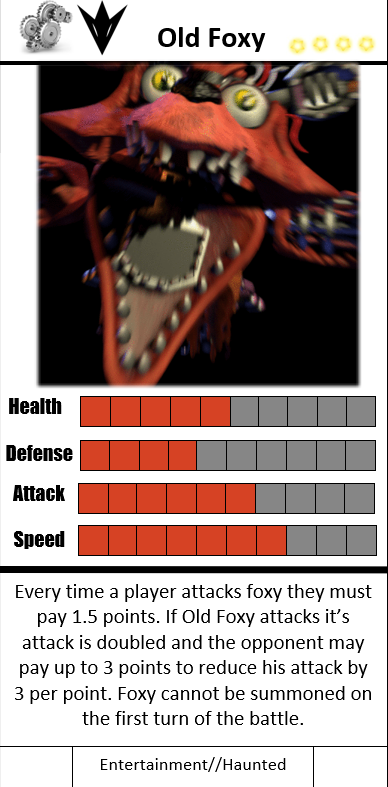 Old Foxy
Health
Defense
Attack
Speed
Every time a player attacks foxy they must
pay 1.5 points. If Old Foxy attacks it’s
attack is doubled and the opponent may
pay up to 3 points to reduce his attack by
3 per point. Foxy cannot be summoned on
the first turn of the battle.
Entertainment//Haunted